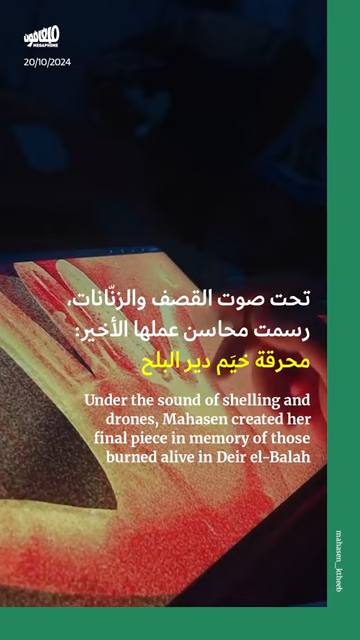 ميغافون
MEGAPHONE
20/10/2024
تحت صوت القصف والزنّانات،
رسمت محاسن عملها الأخير:
محرقة خيَم دير البلح
Under the sound of shelling and
drones, Mahasen created her
final piece in memory of those
burned alive in Deir el-Balah
mahasen_ktheeb